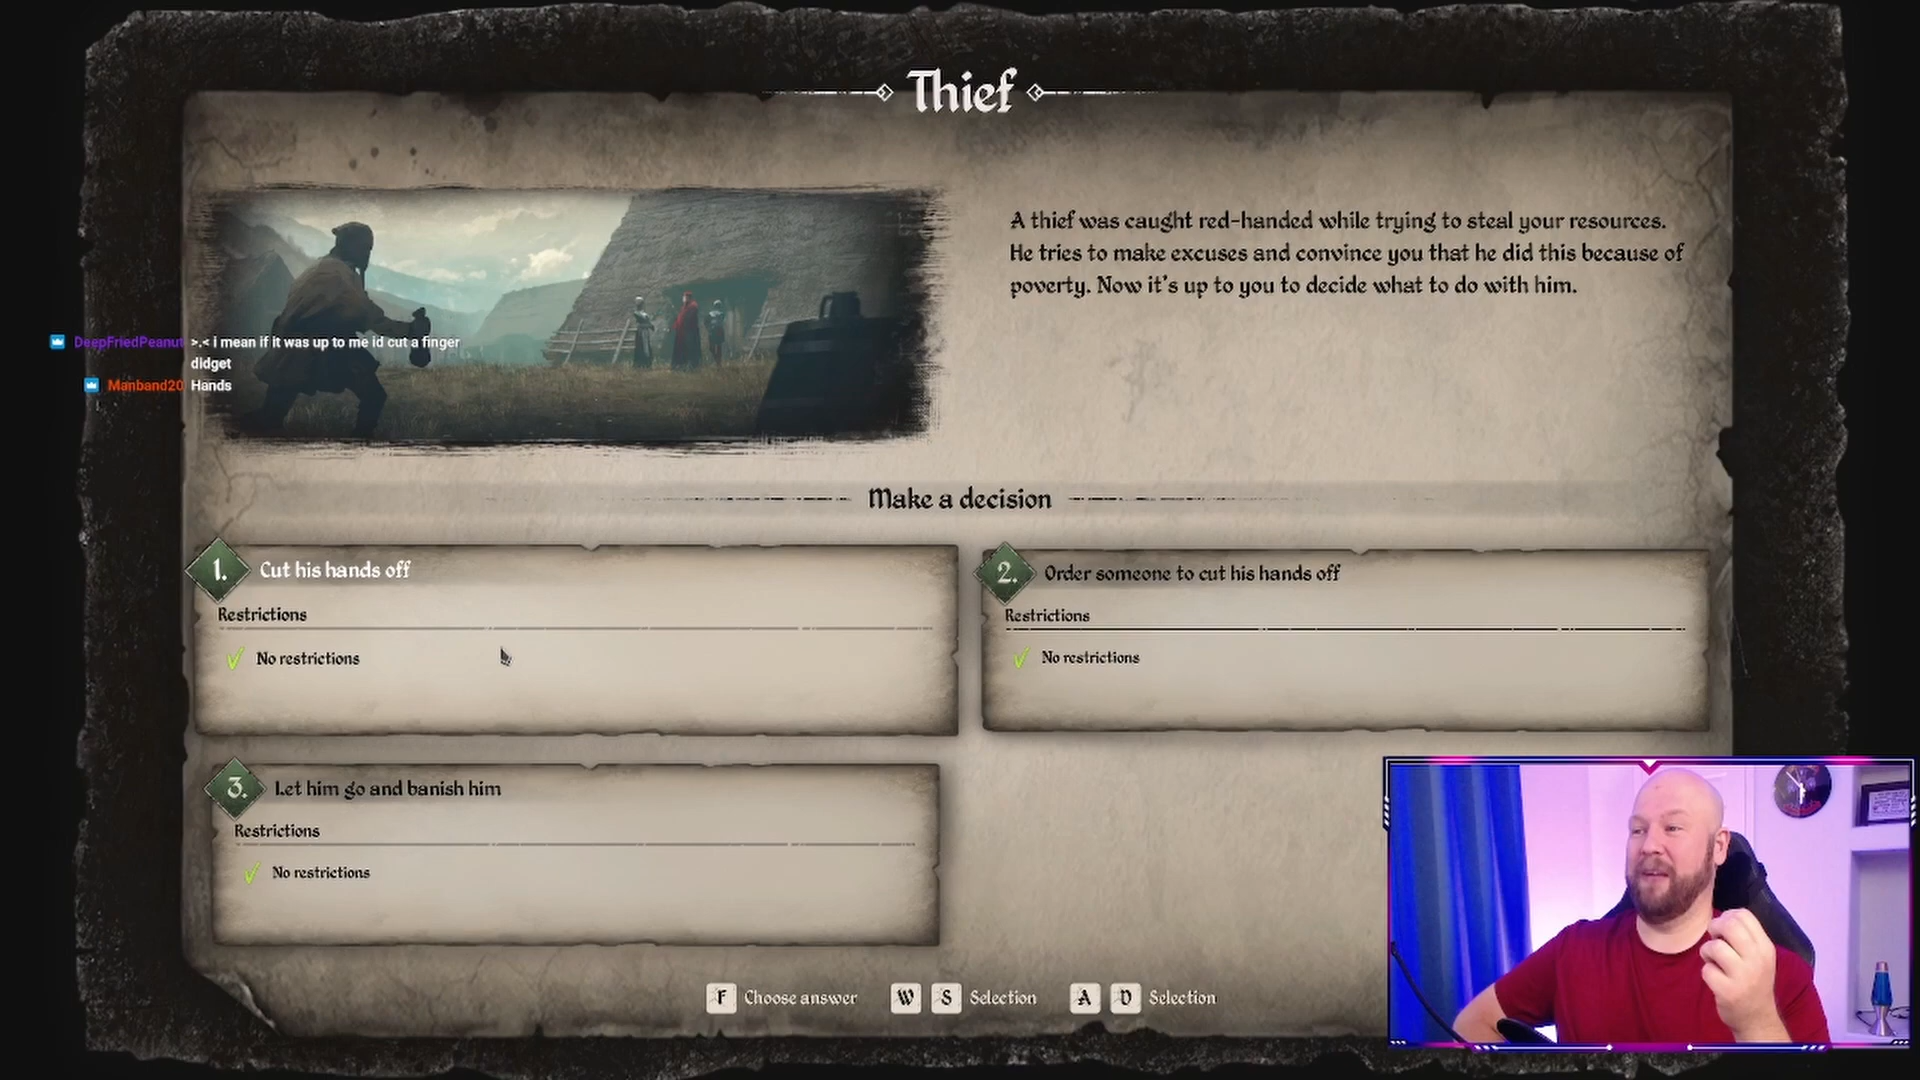 Thief
A thief was caught red-handed while trying to steal your resources.
He tries to make excuses and convince you that he did this because of
poverty. Now it's up to you to decide what to do with him.
DeepFriedPeanut >.< i mean if it was up to me id cut a finger
didget
Manband20 Hands
Make a decision
1. Cut his hands off
Restrictions
No restrictions
2. Order someone to cut his hands off
Restrictions
No restrictions
3. Let him go and banish him
Restrictions
No restrictions
F Choose answer W S Selection A D Selection